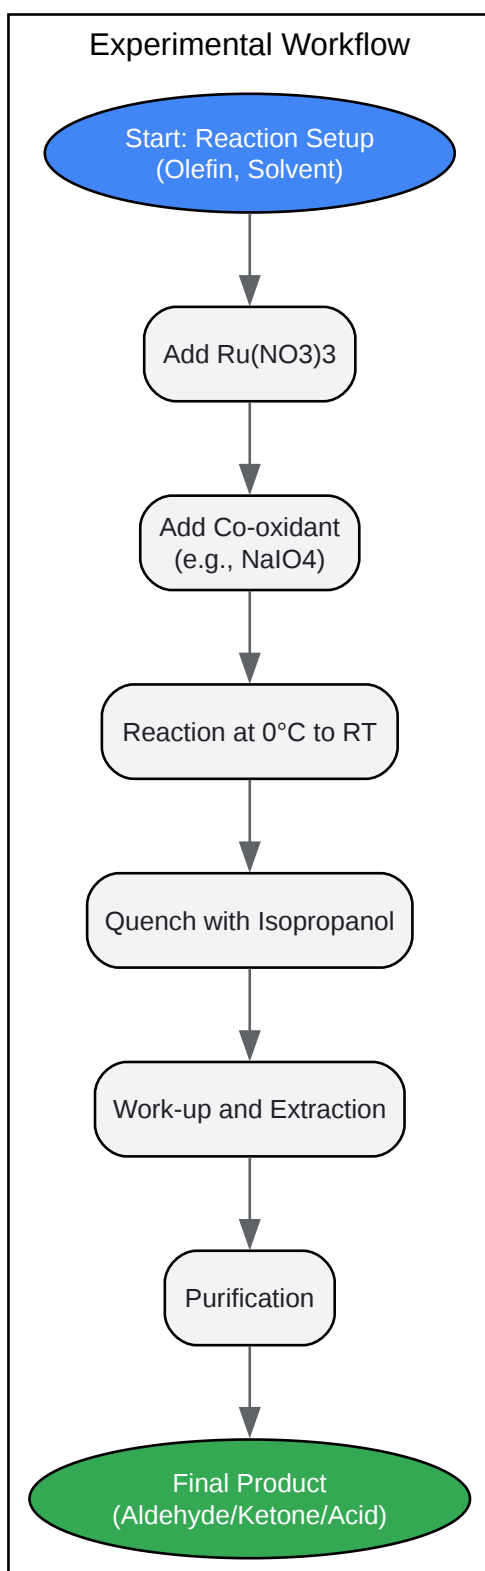 Experimental Workflow
Start: Reaction Setup
(Olefin, Solvent)
Add Ru(NO3)3
Add Co-oxidant
(e.g., NaIO4)
Reaction at 0°C to RT
Quench with Isopropanol
Work-up and Extraction
Purification
Final Product
(Aldehyde/Ketone/Acid)